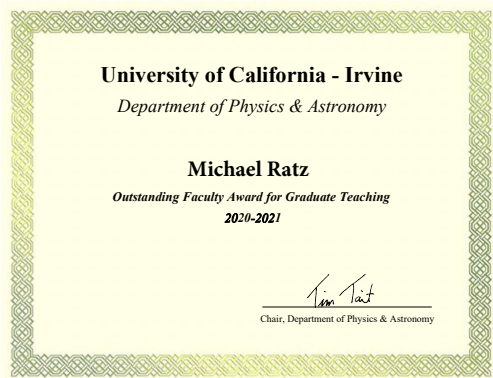 University of California - Irvine
Department of Physics & Astronomy
Michael Ratz
Outstanding Faculty Award for Graduate Teaching
2020-2021
Tim Tait
Chair, Department of Physics & Astronomy